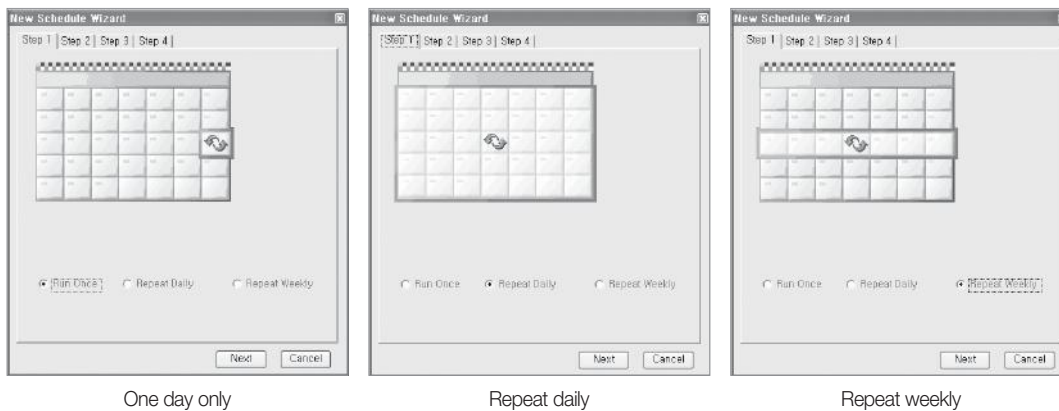 New Schedule Wizard
Step 1 Step 2 Step 3 Step 4
Run Once Repeat Daily Repeat Weekly
Next Cancel
One day only
New Schedule Wizard
Step 1 Step 2 Step 3 Step 4
Run Once Repeat Daily Repeat Weekly
Next Cancel
Repeat daily
New Schedule Wizard
Step 1 Step 2 Step 3 Step 4
Run Once Repeat Daily Repeat Weekly
Next Cancel
Repeat weekly